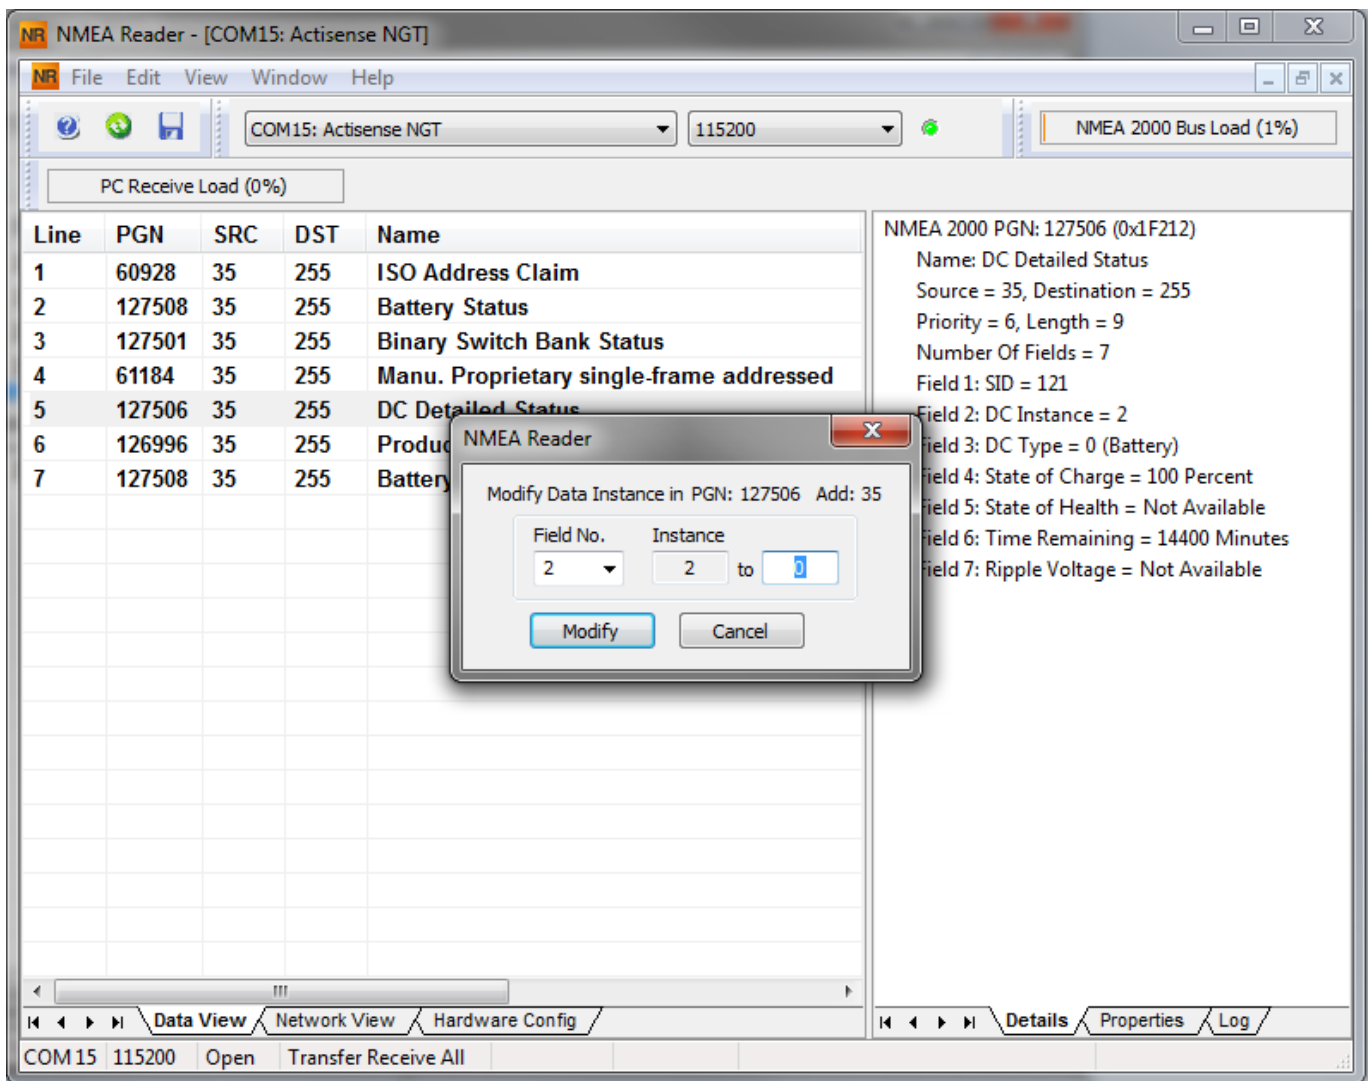 NR NMEA Reader - [COM15: Actisense NGT]
NR File Edit View Window Help
COM15: Actisense NGT 115200 NMEA 2000 Bus Load (1%)
PC Receive Load (0%)
Line PGN SRC DST Name
1 60928 35 255 ISO Address Claim
2 127508 35 255 Battery Status
3 127501 35 255 Binary Switch Bank Status
4 61184 35 255 Manu. Proprietary single-frame addressed
5 127506 35 255 DC Detailed Status
6 126996 35 255 Produc
7 127508 35 255 Battery
NMEA Reader
Modify Data Instance in PGN: 127506 Add: 35
Field No. Instance
2 2 to 0
Modify Cancel
NMEA 2000 PGN: 127506 (0x1F212)
Name: DC Detailed Status
Source = 35, Destination = 255
Priority = 6, Length = 9
Number Of Fields = 7
Field 1: SID = 121
Field 2: DC Instance = 2
Field 3: DC Type = 0 (Battery)
Field 4: State of Charge = 100 Percent
Field 5: State of Health = Not Available
Field 6: Time Remaining = 14400 Minutes
Field 7: Ripple Voltage = Not Available
Data View Network View Hardware Config
Details Properties Log
COM 15 115200 Open Transfer Receive All